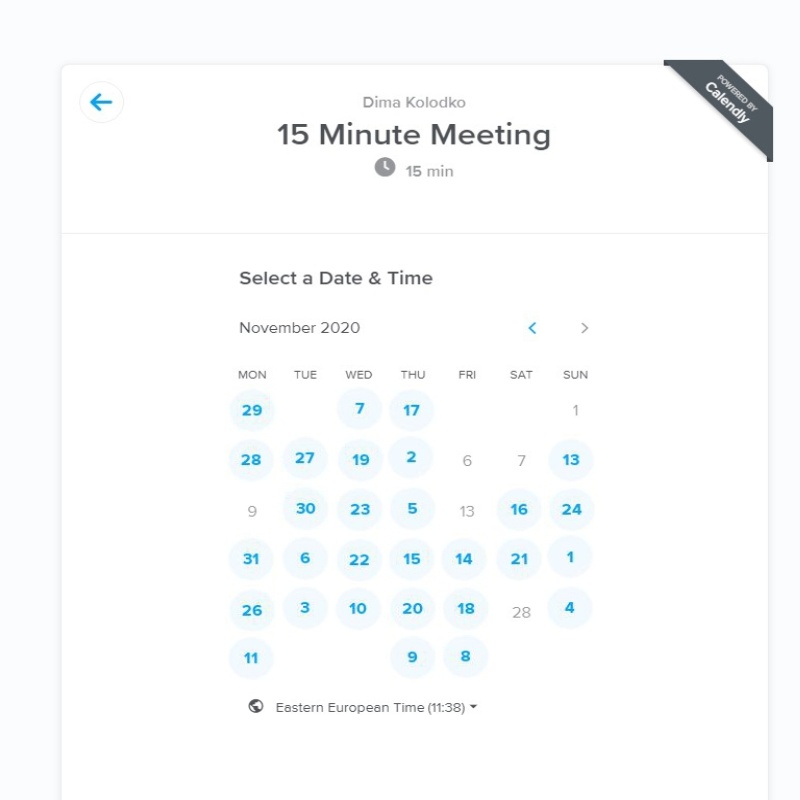 POWERED BY
Calendly
Dima Kolodko
15 Minute Meeting
15 min
Select a Date & Time
November 2020
MON TUE WED THU FRI SAT SUN
29 7 17 1
28 27 19 2 6 7 13
9 30 23 5 13 16 24
31 6 22 15 14 21 1
26 3 10 20 18 28 4
11 9 8
Eastern European Time (11:38)